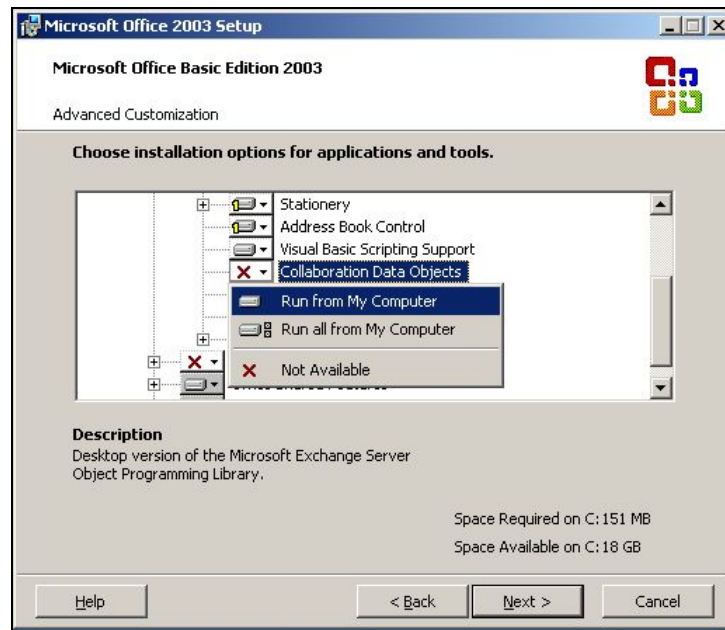 Microsoft Office 2003 Setup
Microsoft Office Basic Edition 2003
Advanced Customization
Choose installation options for applications and tools.
Stationery
Address Book Control
Visual Basic Scripting Support
Collaboration Data Objects
Run from My Computer
Run all from My Computer
Not Available
Description
Desktop version of the Microsoft Exchange Server
Object Programming Library.
Space Required on C: 151 MB
Space Available on C: 18 GB
Help
< Back
Next >
Cancel